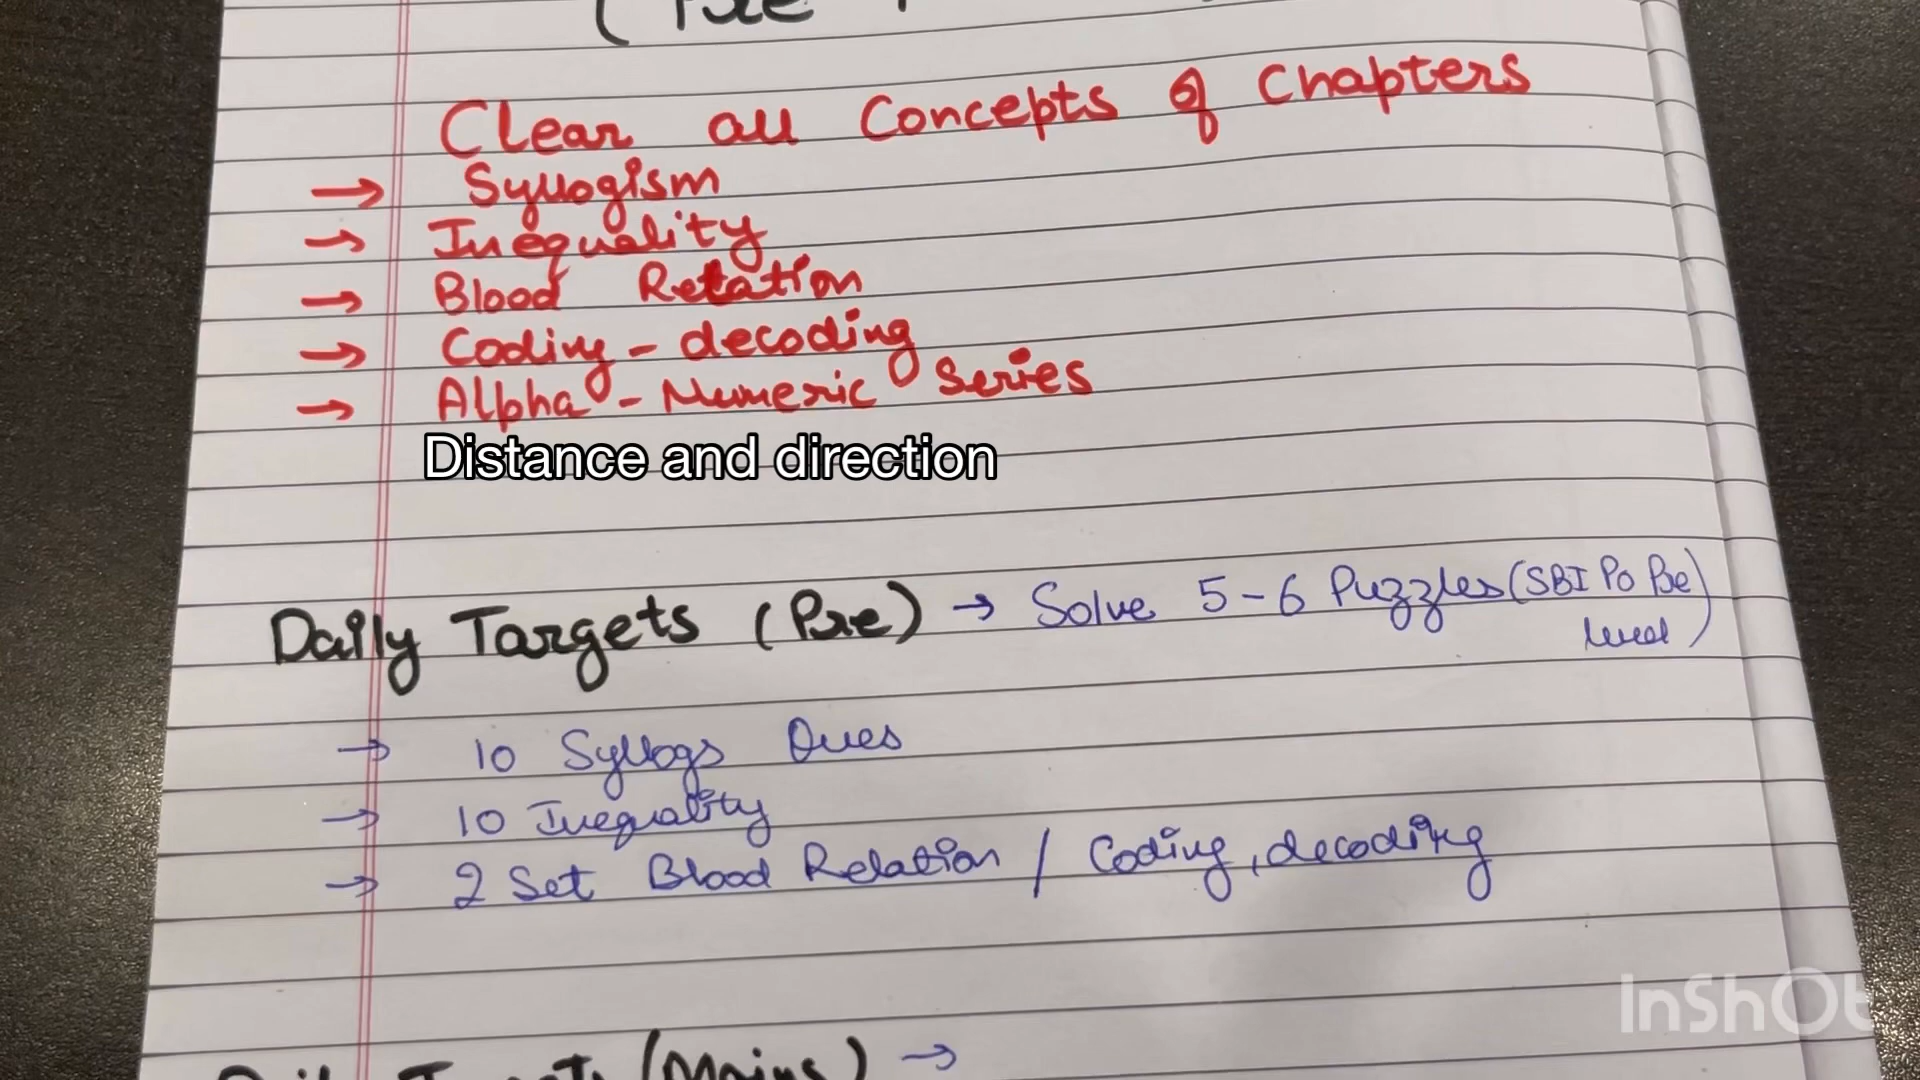 (Pre
Clear all Concepts of Chapters
→ Syllogism
→ Inequality
→ Blood Relation
→ Coding - decoding
→ Alpha - Numeric Series
Distance and direction
Daily Targets (Pre) → Solve 5-6 Puzzles (SBI PO Pre
level)
→ 10 Syllogs Ques
→ 10 Inequality
→ 2 Set Blood Relation / Coding, decoding
InShOt
(Mains) →